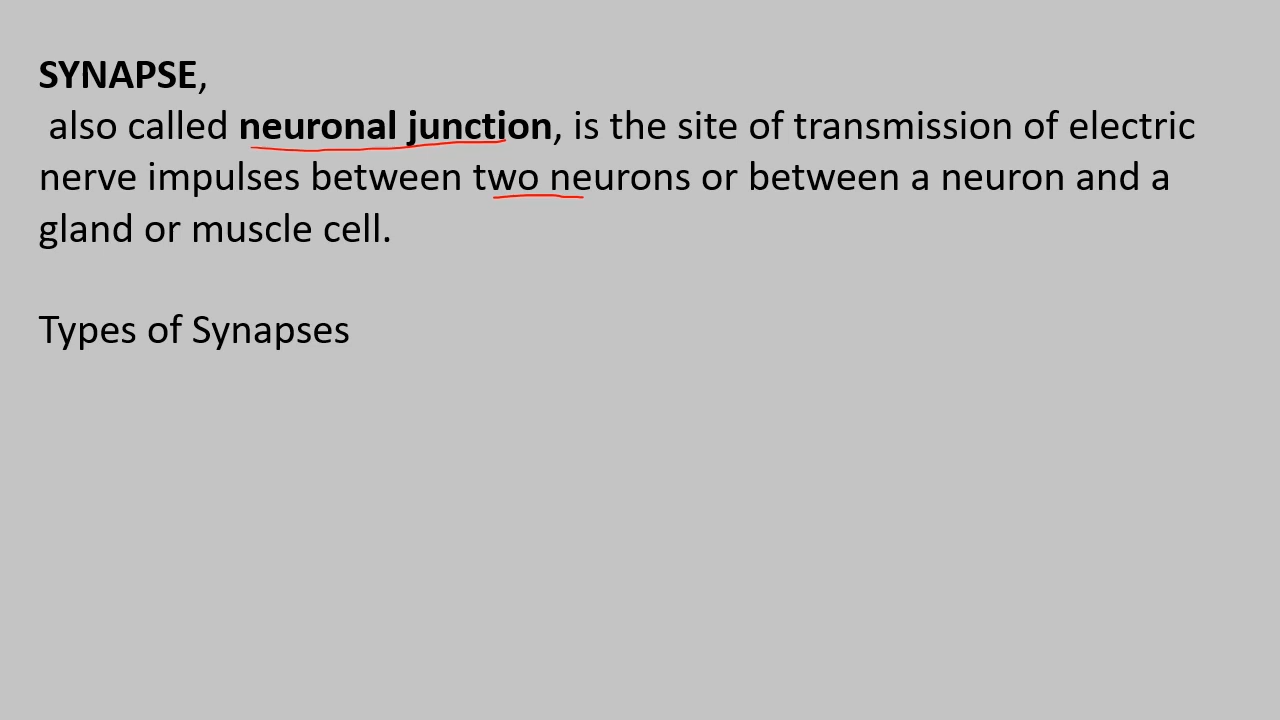 SYNAPSE,
also called neuronal junction, is the site of transmission of electric
nerve impulses between two neurons or between a neuron and a
gland or muscle cell.
Types of Synapses